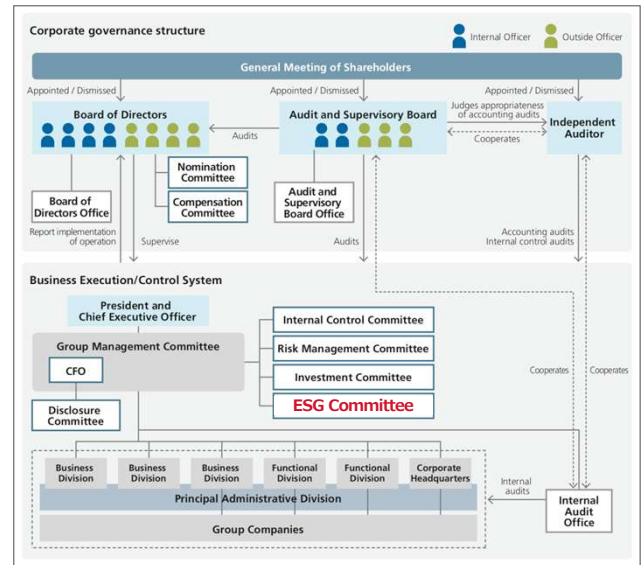 Corporate governance structure
Internal Officer
Outside Officer
General Meeting of Shareholders
Appointed / Dismissed
Appointed / Dismissed
Appointed / Dismissed
Board of Directors
Audits
Audit and Supervisory Board
Judges appropriateness
of accounting audits
Cooperates
Independent
Auditor
Nomination
Committee
Compensation
Committee
Board of
Directors Office
Audit and
Supervisory
Board Office
Report implementation
of operation
Supervise
Audits
Accounting audits
Internal control audits
Business Execution/Control System
President and
Chief Executive Officer
Group Management Committee
CFO
Disclosure
Committee
Internal Control Committee
Risk Management Committee
Investment Committee
ESG Committee
Cooperates
Cooperates
Business
Division
Business
Division
Business
Division
Functional
Division
Functional
Division
Corporate
Headquarters
Principal Administrative Division
Group Companies
Internal
audits
Internal
Audit
Office